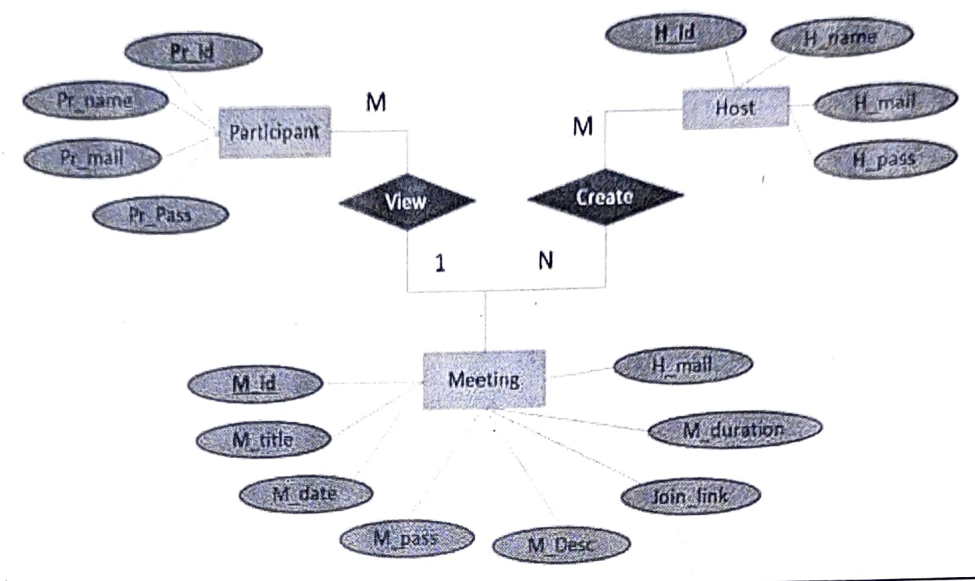 Pr_id
H_id
H_name
Pr_name
M
Participant
Host
H_mail
M
Pr_mail
H_pass
View
Create
Pr_Pass
1
N
Meeting
H_mail
M_id
M_title
M_duration
M_date
Join_link
M_pass
M_Desc